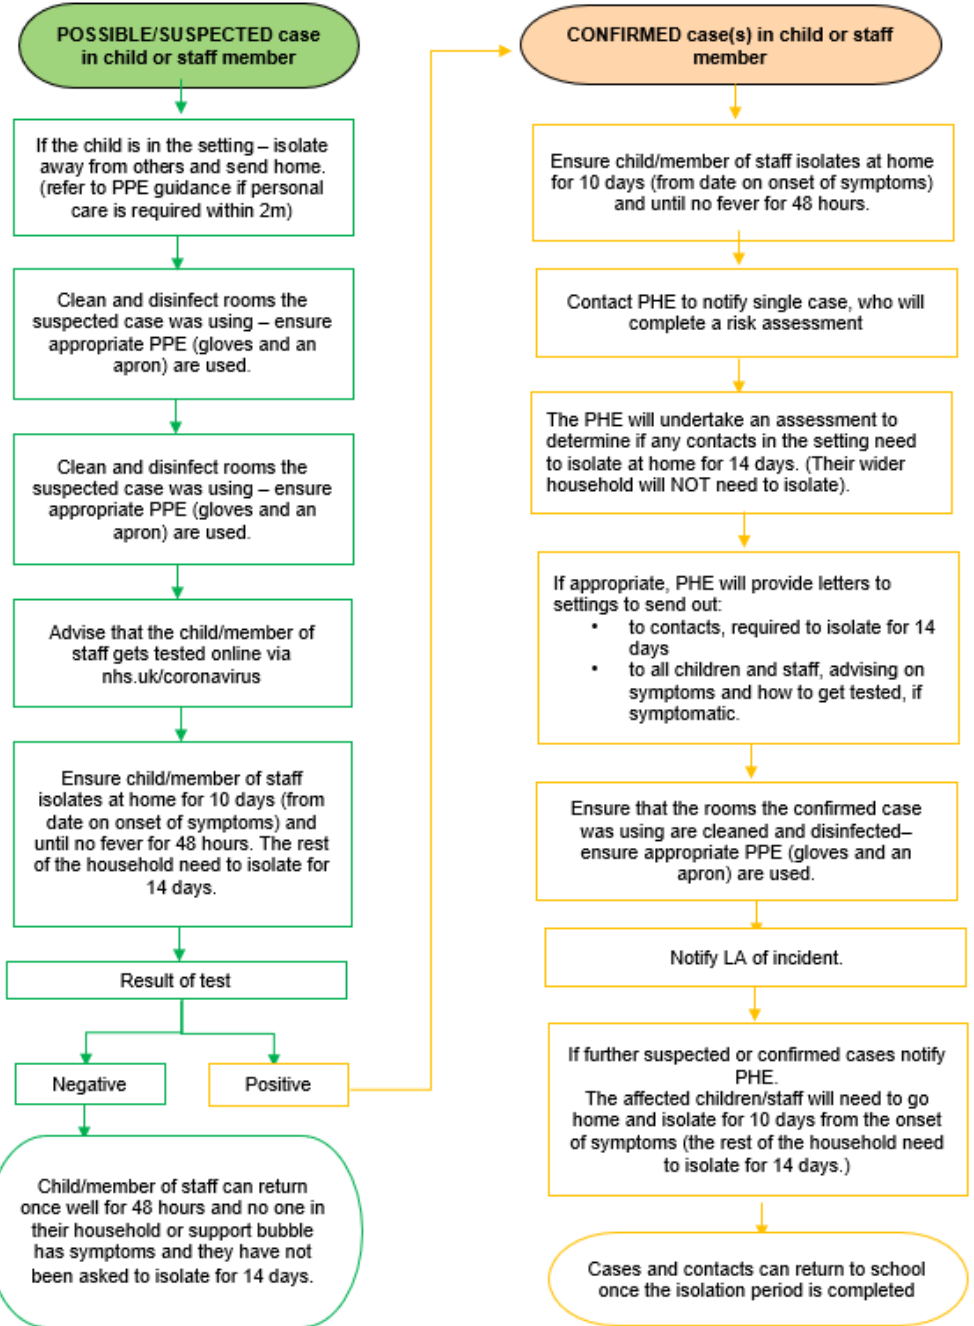 POSSIBLE/SUSPECTED case
in child or staff member
If the child is in the setting – isolate
away from others and send home.
(refer to PPE guidance if personal
care is required within 2m)
Clean and disinfect rooms the
suspected case was using – ensure
appropriate PPE (gloves and an
apron) are used.
Clean and disinfect rooms the
suspected case was using – ensure
appropriate PPE (gloves and an
apron) are used.
Advise that the child/member of
staff gets tested online via
nhs.uk/coronavirus
Ensure child/member of staff
isolates at home for 10 days (from
date on onset of symptoms) and
until no fever for 48 hours. The rest
of the household need to isolate for
14 days.
Result of test
Negative
Positive
Child/member of staff can return
once well for 48 hours and no one in
their household or support bubble
has symptoms and they have not
been asked to isolate for 14 days.
CONFIRMED case(s) in child or staff
member
Ensure child/member of staff isolates at home
for 10 days (from date on onset of symptoms)
and until no fever for 48 hours.
Contact PHE to notify single case, who will
complete a risk assessment
The PHE will undertake an assessment to
determine if any contacts in the setting need
to isolate at home for 14 days. (Their wider
household will NOT need to isolate).
If appropriate, PHE will provide letters to
settings to send out:
• to contacts, required to isolate for 14
days
• to all children and staff, advising on
symptoms and how to get tested, if
symptomatic.
Ensure that the rooms the confirmed case
was using are cleaned and disinfected–
ensure appropriate PPE (gloves and an
apron) are used.
Notify LA of incident.
If further suspected or confirmed cases notify
PHE.
The affected children/staff will need to go
home and isolate for 10 days from the onset
of symptoms (the rest of the household need
to isolate for 14 days.)
Cases and contacts can return to school
once the isolation period is completed